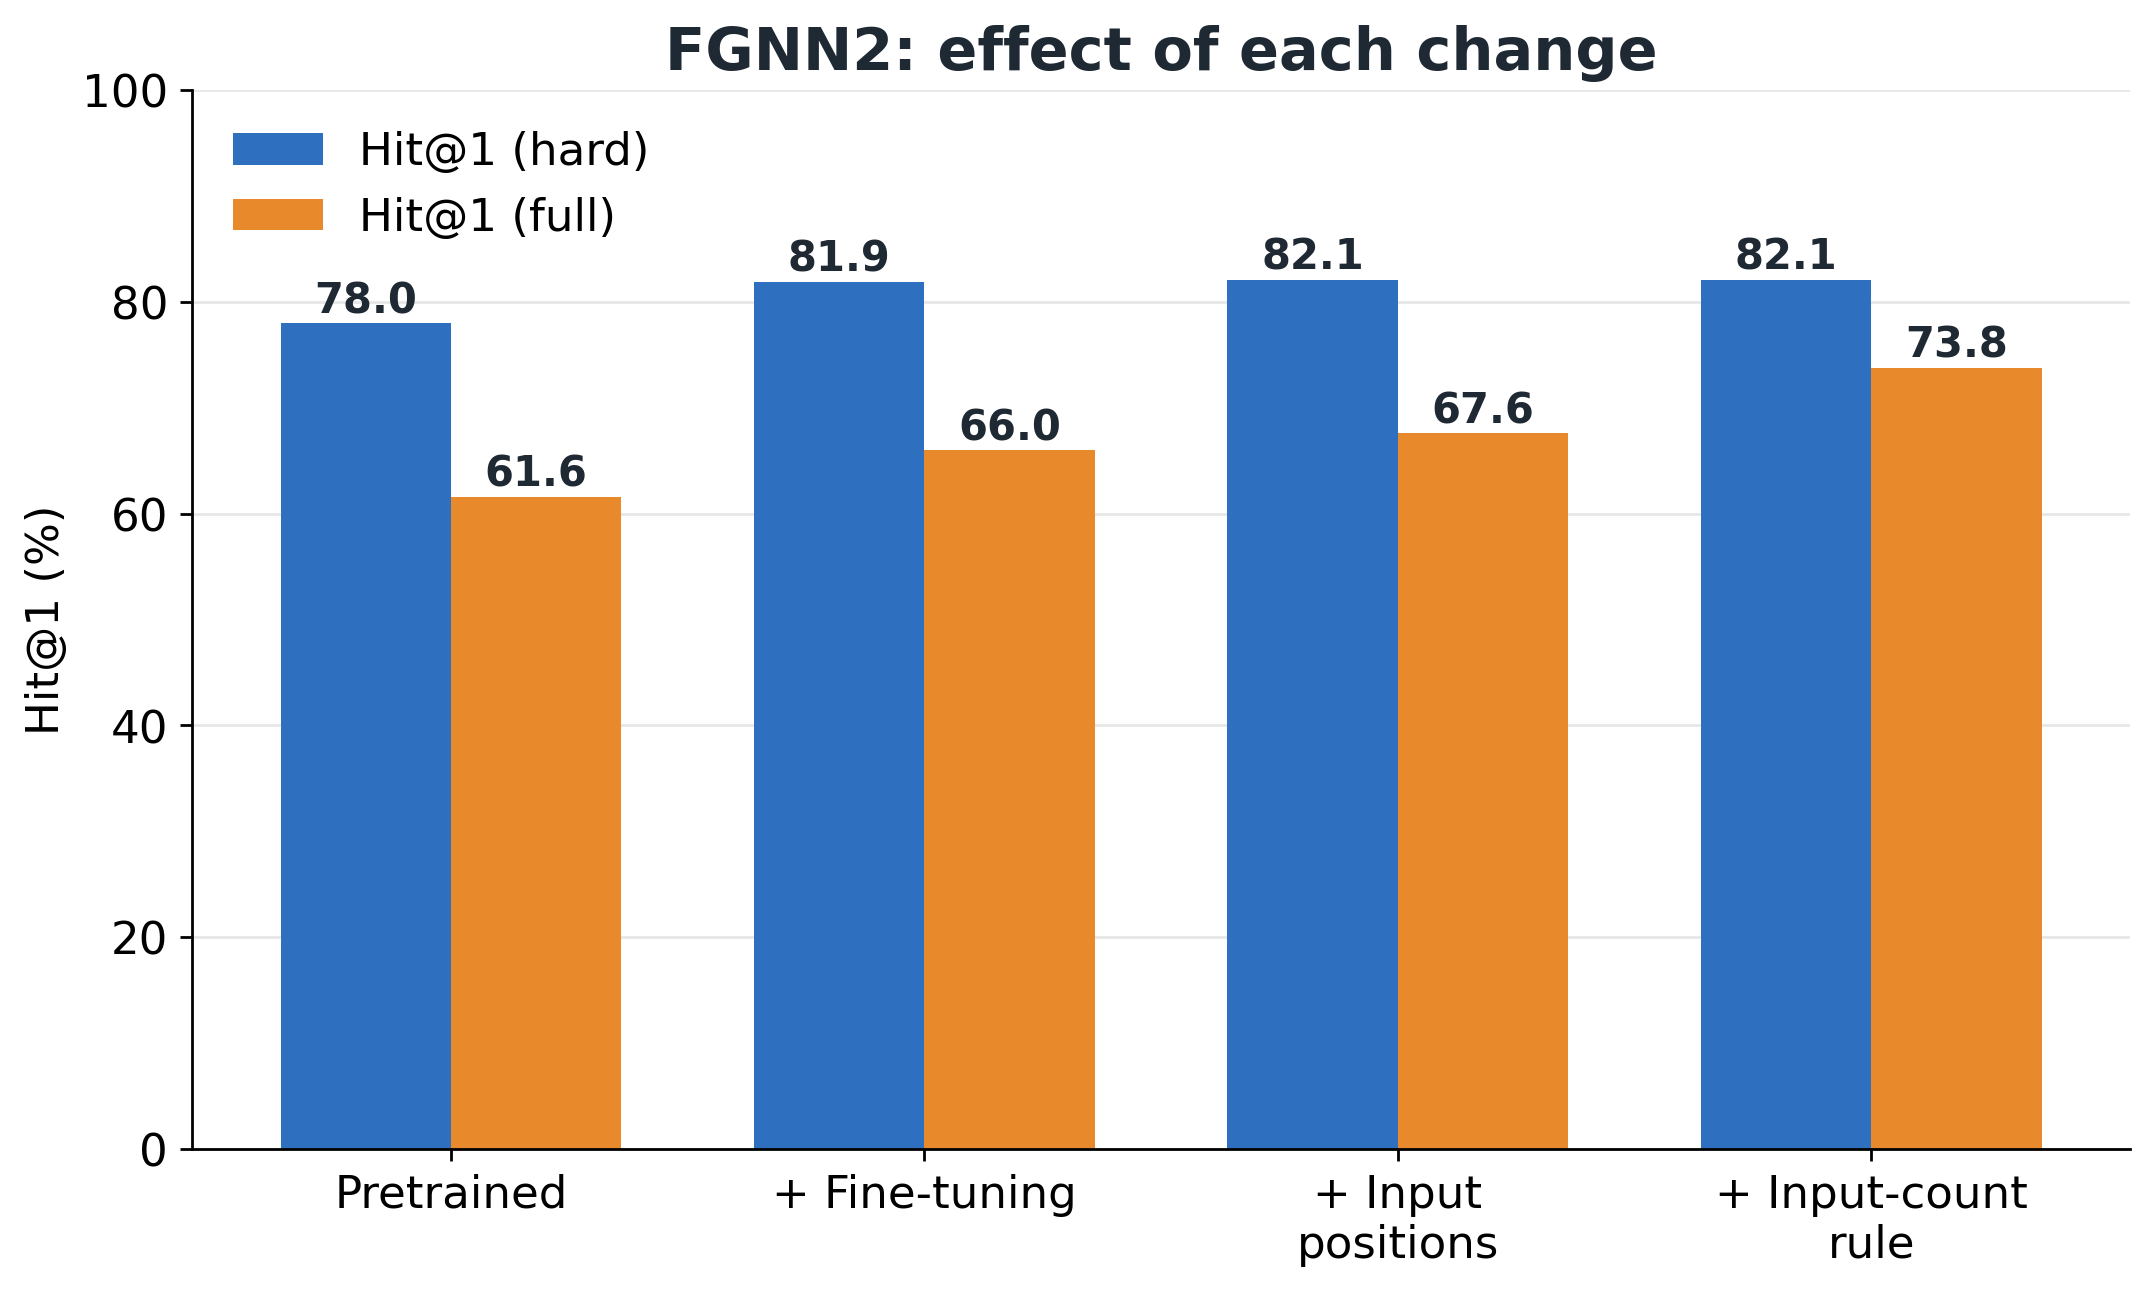 FGNN2: effect of each change
Hit@1 (%)
100
80
60
40
20
0
Hit@1 (hard)
Hit@1 (full)
78.0
61.6
81.9
66.0
82.1
67.6
82.1
73.8
Pretrained
+ Fine-tuning
+ Input
positions
+ Input-count
rule